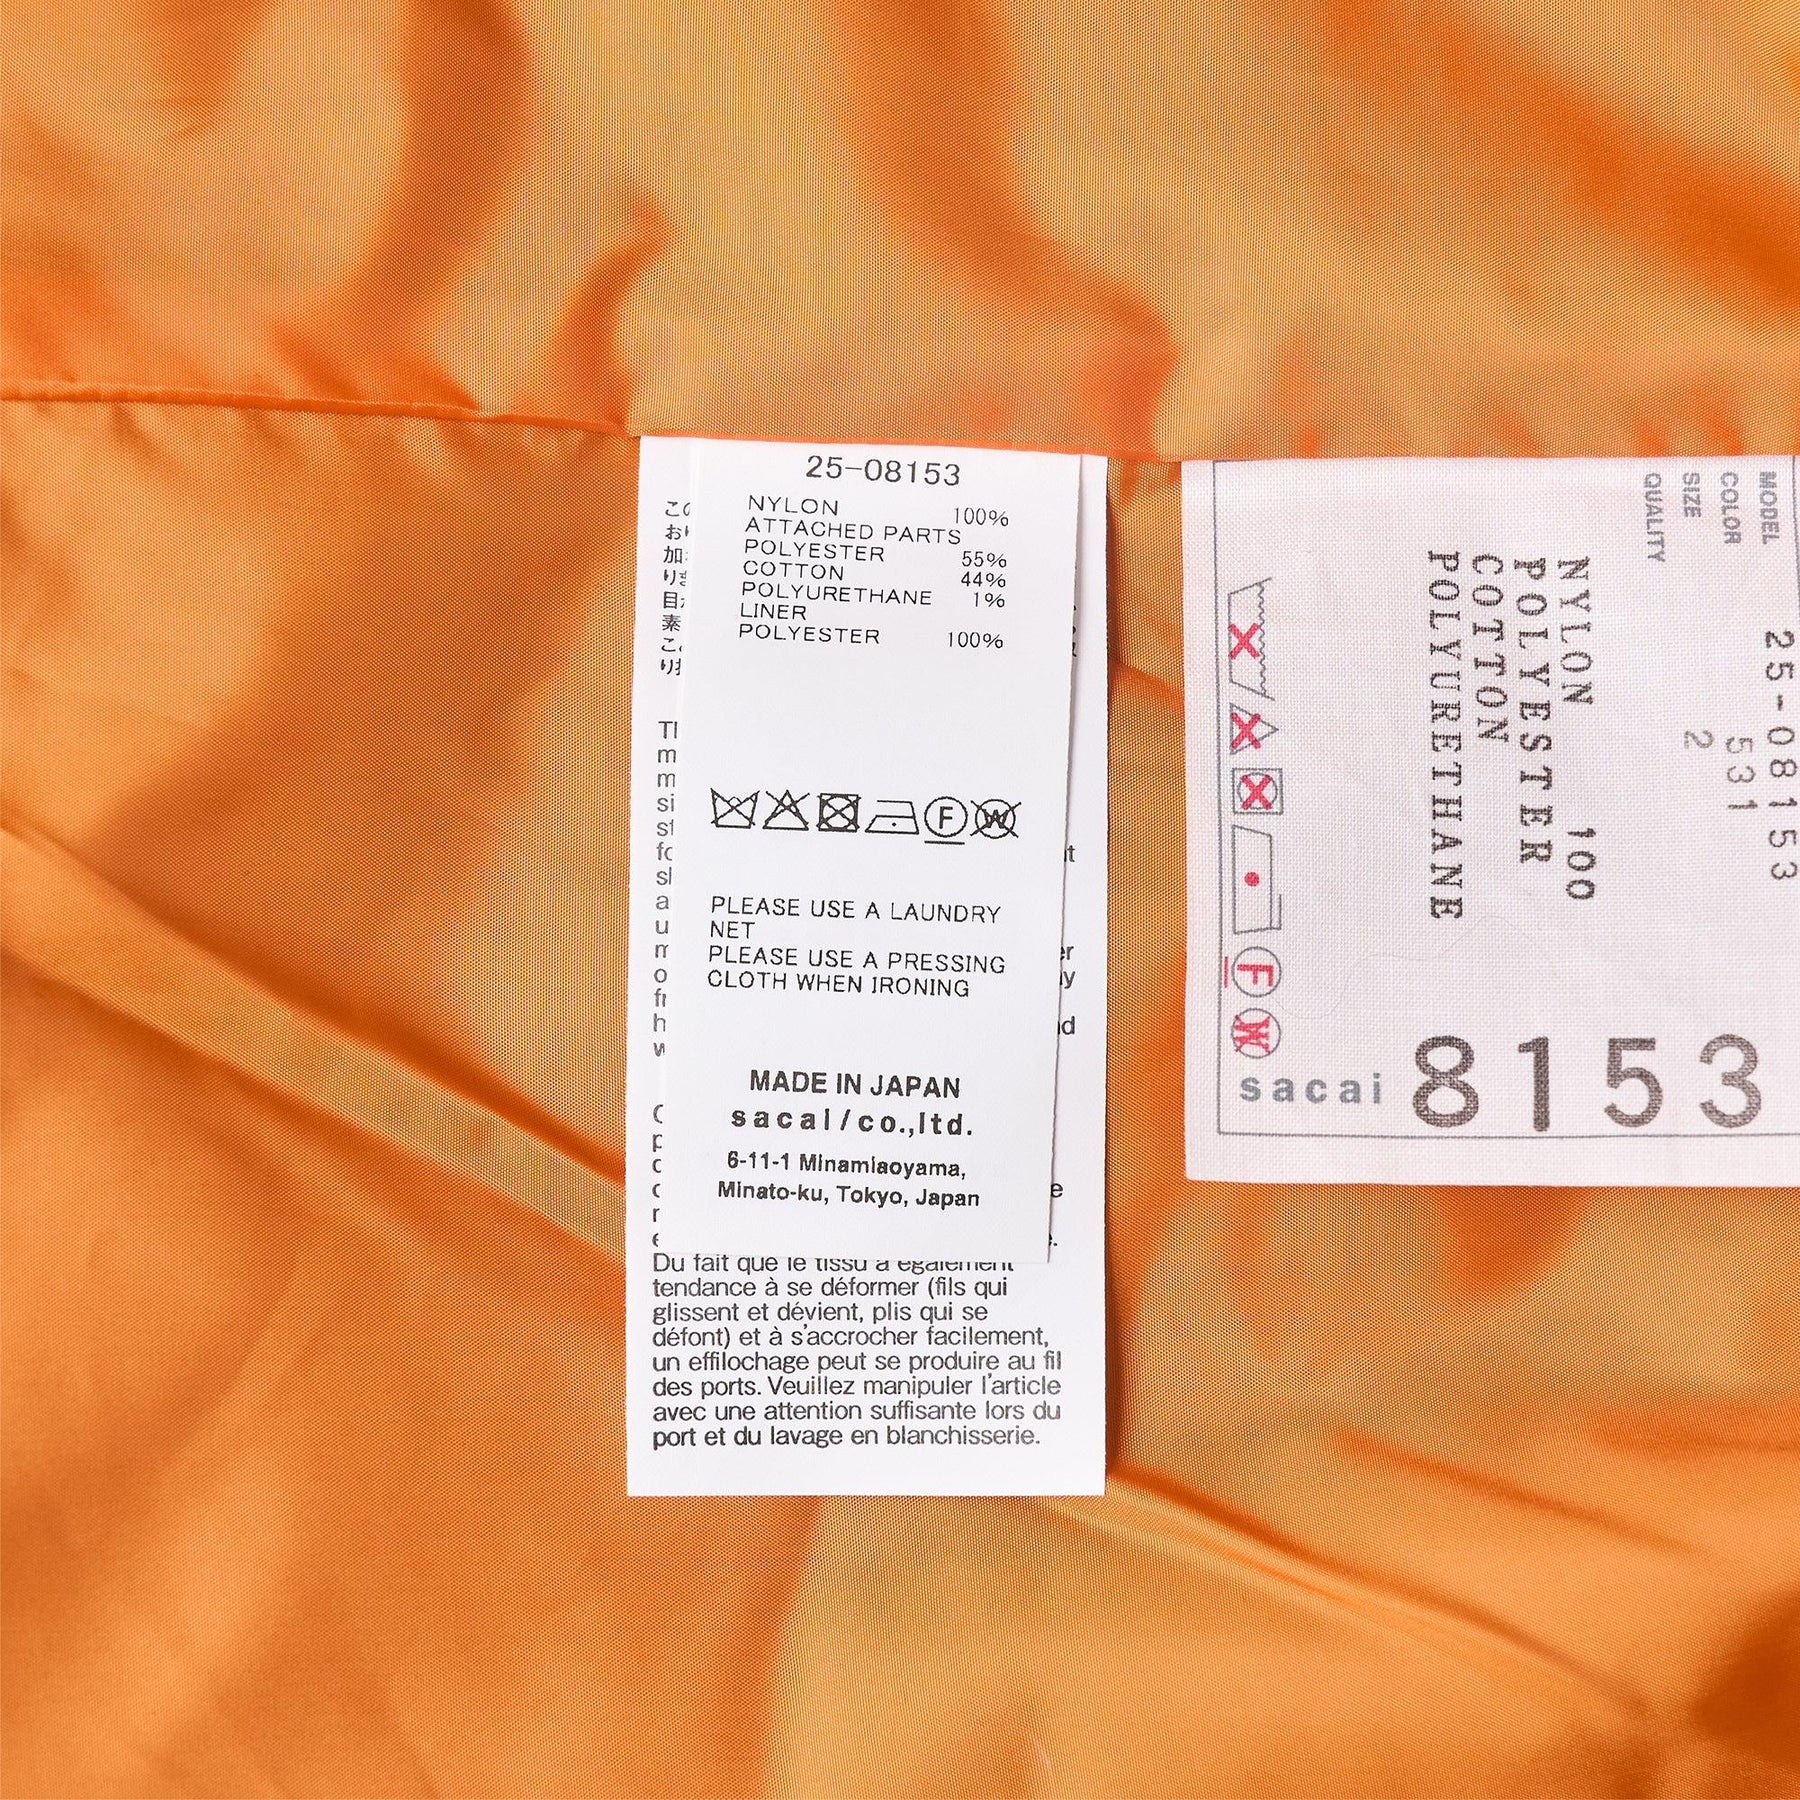 25-08153
NYLON 100%
ATTACHED PARTS
POLYESTER 55%
COTTON 44%
POLYURETHANE 1%
LINER
POLYESTER 100%
F W
PLEASE USE A LAUNDRY
NET
PLEASE USE A PRESSING
CLOTH WHEN IRONING
MADE IN JAPAN
sacai/co.,ltd.
6-11-1 Minamiaoyama,
Minato-ku, Tokyo, Japan
Du fait que le tissu a également
tendance à se déformer (fils qui
glissent et dévient, plis qui se
défont) et à s'accrocher facilement,
un effilochage peut se produire au fil
des ports. Veuillez manipuler l'article
avec une attention suffisante lors du
port et du lavage en blanchisserie.
MODEL 25-08153
COLOR 531
SIZE 2
QUALITY
NYLON 100
POLYESTER
COTTON
POLYURETHANE
F W
sacai 8153